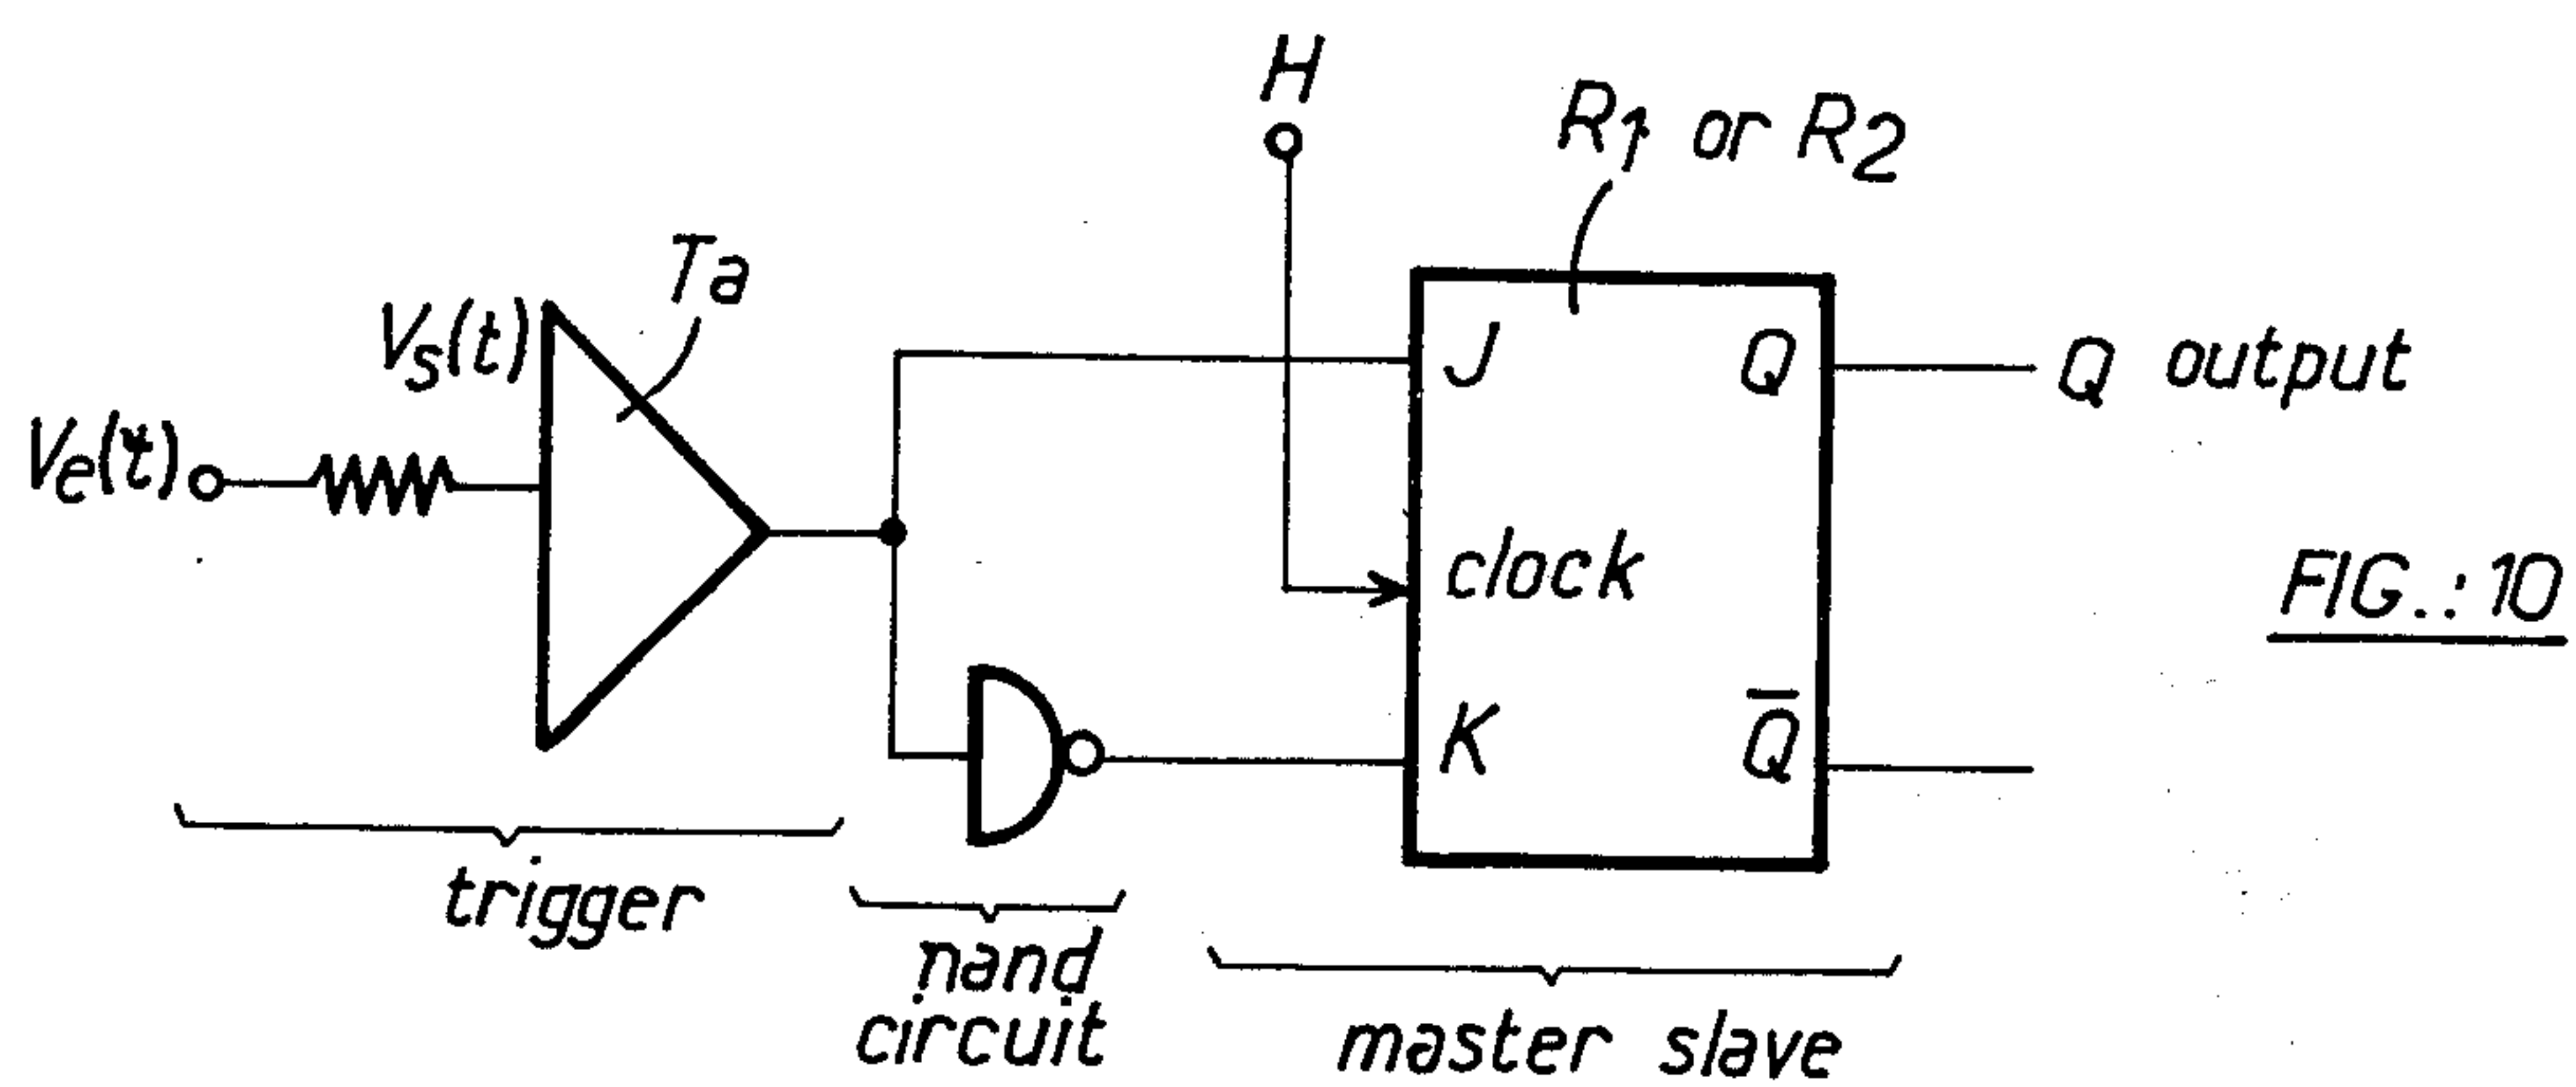 H
R1 or R2
Ta
Vs(t)
Ve(t)
J
Q
Q output
clock
FIG.: 10
K
Q̅
trigger
nand
circuit
master slave